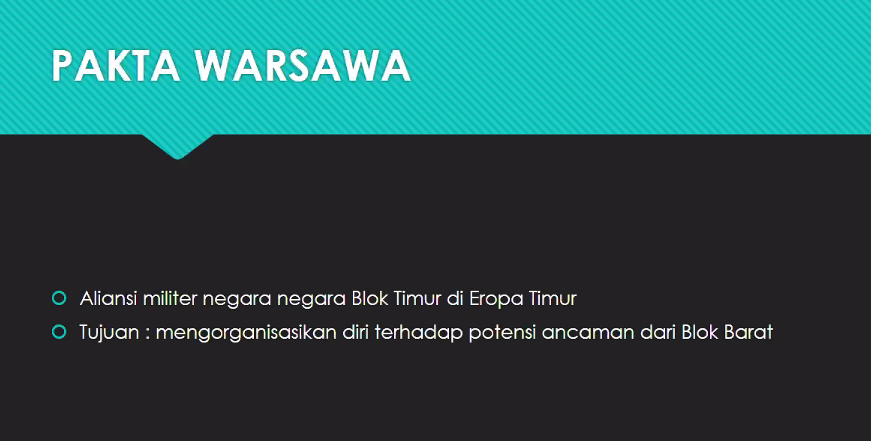 PAKTA WARSAWA
Aliansi militer negara negara Blok Timur di Eropa Timur
Tujuan : mengorganisasikan diri terhadap potensi ancaman dari Blok Barat